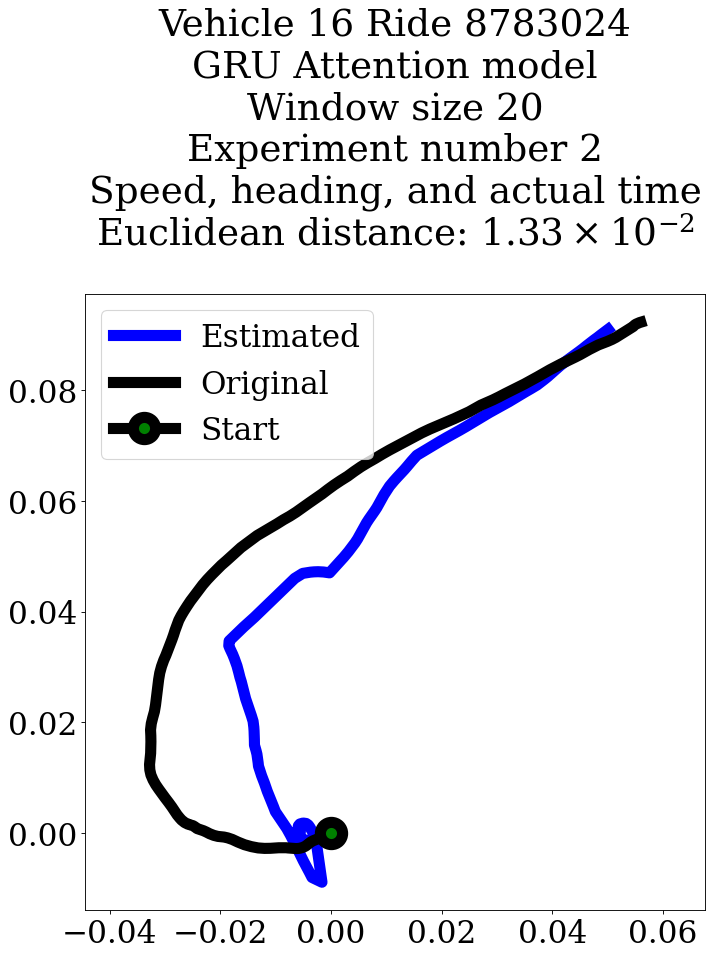 Vehicle 16 Ride 8783024
GRU Attention model
Window size 20
Experiment number 2
Speed, heading, and actual time
Euclidean distance: 1.33 × 10⁻²
Estimated
Original
Start
0.08
0.06
0.04
0.02
0.00
−0.04 −0.02 0.00 0.02 0.04 0.06